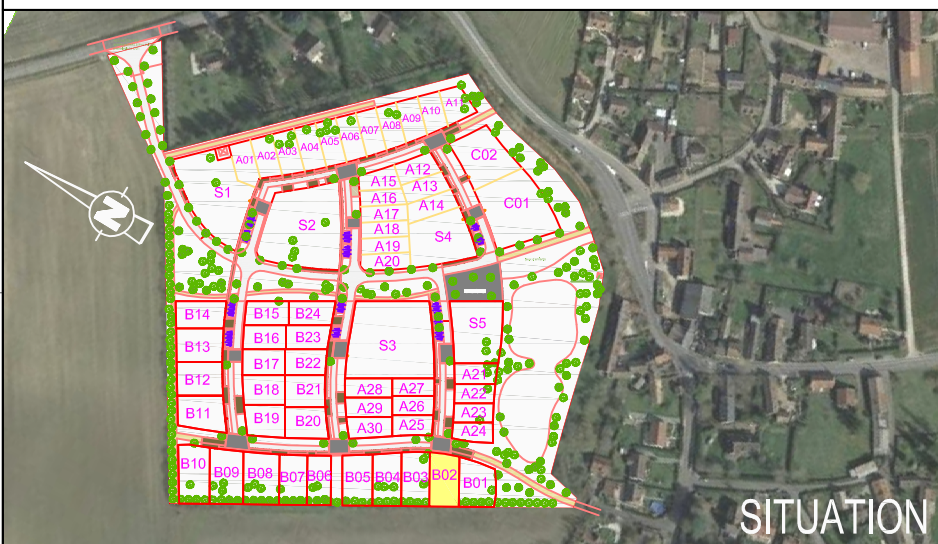 A11
A10
A09
A08
A07
A06
A05
A04
A03
A02
A01
C02
A12
A15
A13
A16
S1
A14
C01
A17
S2
A18
S4
A19
A20
N
B14
B15
B24
S5
B16
B23
B13
S3
B17
B22
A21
B12
B18
B21
A28
A27
A22
A29
A26
A23
B11
B19
B20
A30
A25
A24
B10
B09
B08
B07
B06
B05
B04
B03
B02
B01
SITUATION